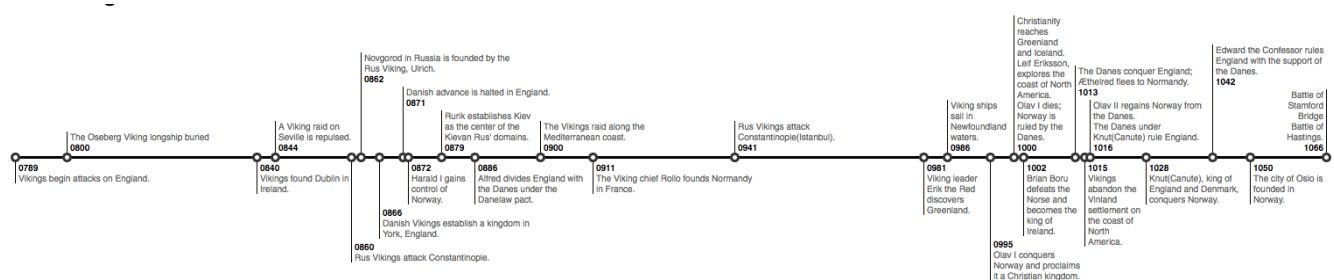 Novgorod in Russia is founded by the
Rus Viking, Ulrich.
0862
Danish advance is halted in England.
0871
The Oseberg Viking longship buried
0800
A Viking raid on
Seville is repulsed.
0844
Rurik establishes Kiev
as the center of the
Kievan Rus' domains.
0879
The Vikings raid along the
Mediterranean coast.
0900
Rus Vikings attack
Constantinople(Istanbul).
0941
Viking ships
sail in
Newfoundland
waters.
0986
Christianity
reaches
Greenland
and Iceland.
Leif Eriksson,
explores the
coast of North
America.
Olav I dies;
Norway is
ruled by the
Danes.
1000
The Danes conquer England;
Æthelred flees to Normandy.
1013
Olav II regains Norway from
the Danes.
The Danes under
Knut(Canute) rule England.
1016
Edward the Confessor rules
England with the support of
the Danes.
1042
Battle of
Stamford
Bridge
Battle of
Hastings.
1066
0789
Vikings begin attacks on England.
0840
Vikings found Dublin in
Ireland.
0860
Rus Vikings attack Constantinople.
0866
Danish Vikings establish a kingdom in
York, England.
0872
Harald I gains
control of
Norway.
0886
Alfred divides England with
the Danes under the
Danelaw pact.
0911
The Viking chief Rollo founds Normandy
in France.
0981
Viking leader
Erik the Red
discovers
Greenland.
0995
Olav I conquers
Norway and proclaims
it a Christian kingdom.
1002
Brian Boru
defeats the
Norse and
becomes the
king of
Ireland.
1015
Vikings
abandon the
Vinland
settlement on
the coast of
North
America.
1028
Knut(Canute), king of
England and Denmark,
conquers Norway.
1050
The city of Oslo is
founded in
Norway.